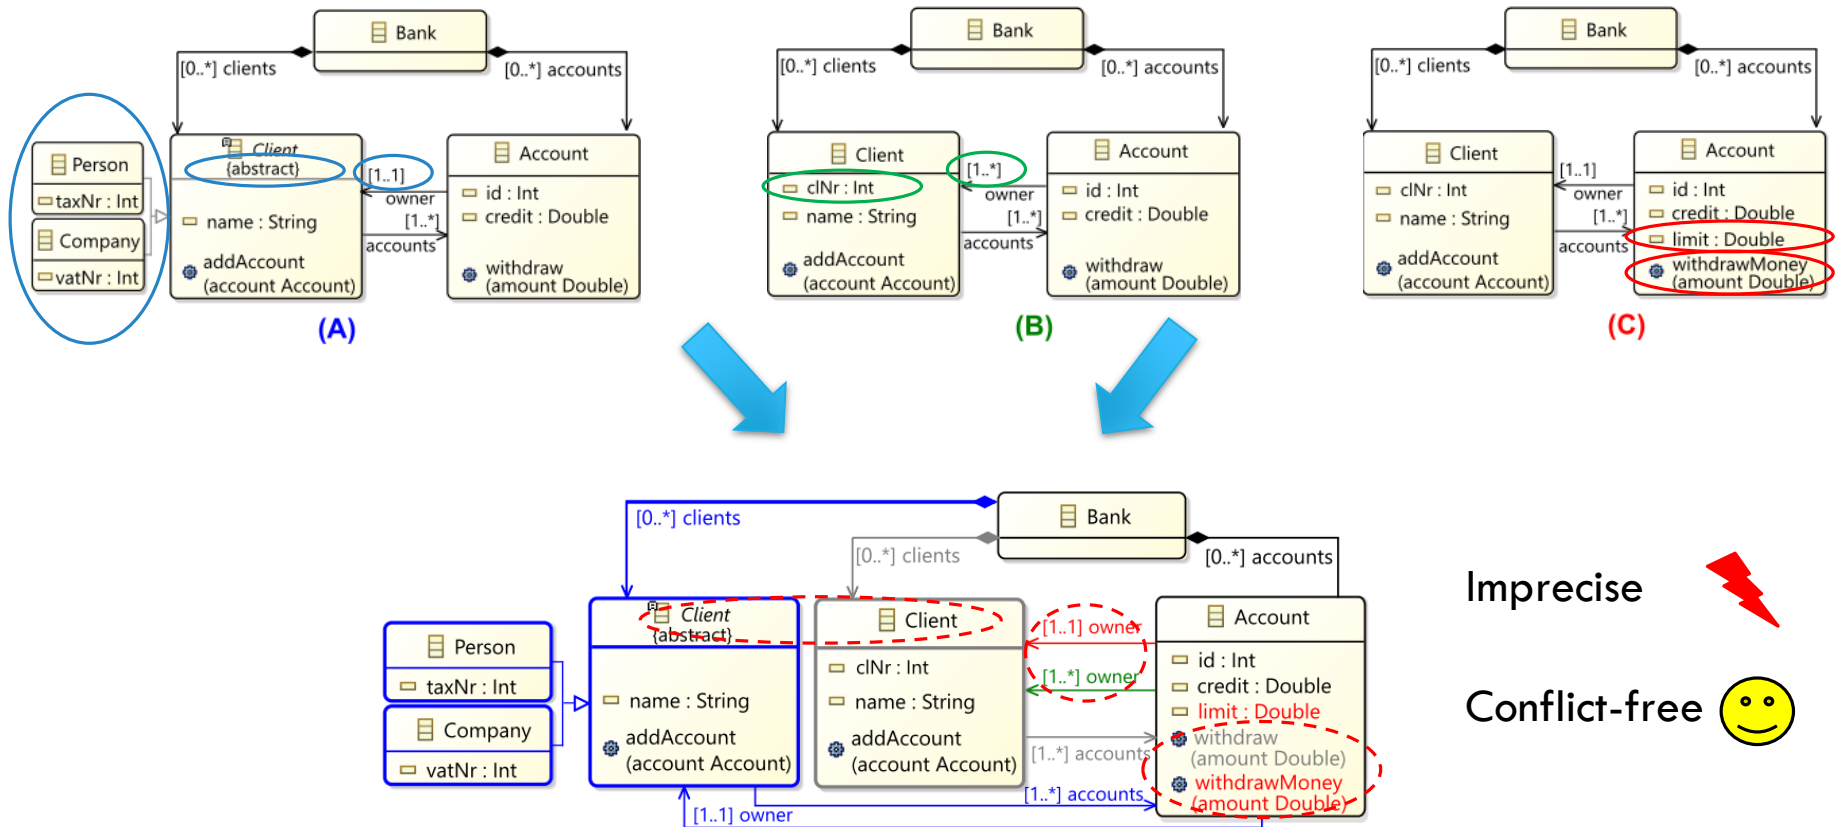 Bank
[0..*] clients
[0..*] accounts
Person
taxNr : Int
Company
vatNr : Int
Client
{abstract}
name : String
addAccount
(account Account)
[1..1]
owner
[1..*]
accounts
Account
id : Int
credit : Double
withdraw
(amount Double)
(A)
Bank
[0..*] clients
[0..*] accounts
Client
clNr : Int
name : String
addAccount
(account Account)
[1..*]
owner
[1..*]
accounts
Account
id : Int
credit : Double
withdraw
(amount Double)
(B)
Bank
[0..*] clients
[0..*] accounts
Client
clNr : Int
name : String
addAccount
(account Account)
[1..1]
owner
[1..*]
accounts
Account
id : Int
credit : Double
limit : Double
withdrawMoney
(amount Double)
(C)
Bank
[0..*] clients
[0..*] clients
[0..*] accounts
Person
taxNr : Int
Company
vatNr : Int
Client
{abstract}
name : String
addAccount
(account Account)
Client
clNr : Int
name : String
addAccount
(account Account)
[1..1] owner
[1..*] owner
[1..*] accounts
[1..*] accounts
[1..1] owner
Account
id : Int
credit : Double
limit : Double
withdraw
(amount Double)
withdrawMoney
(amount Double)
Imprecise
Conflict-free